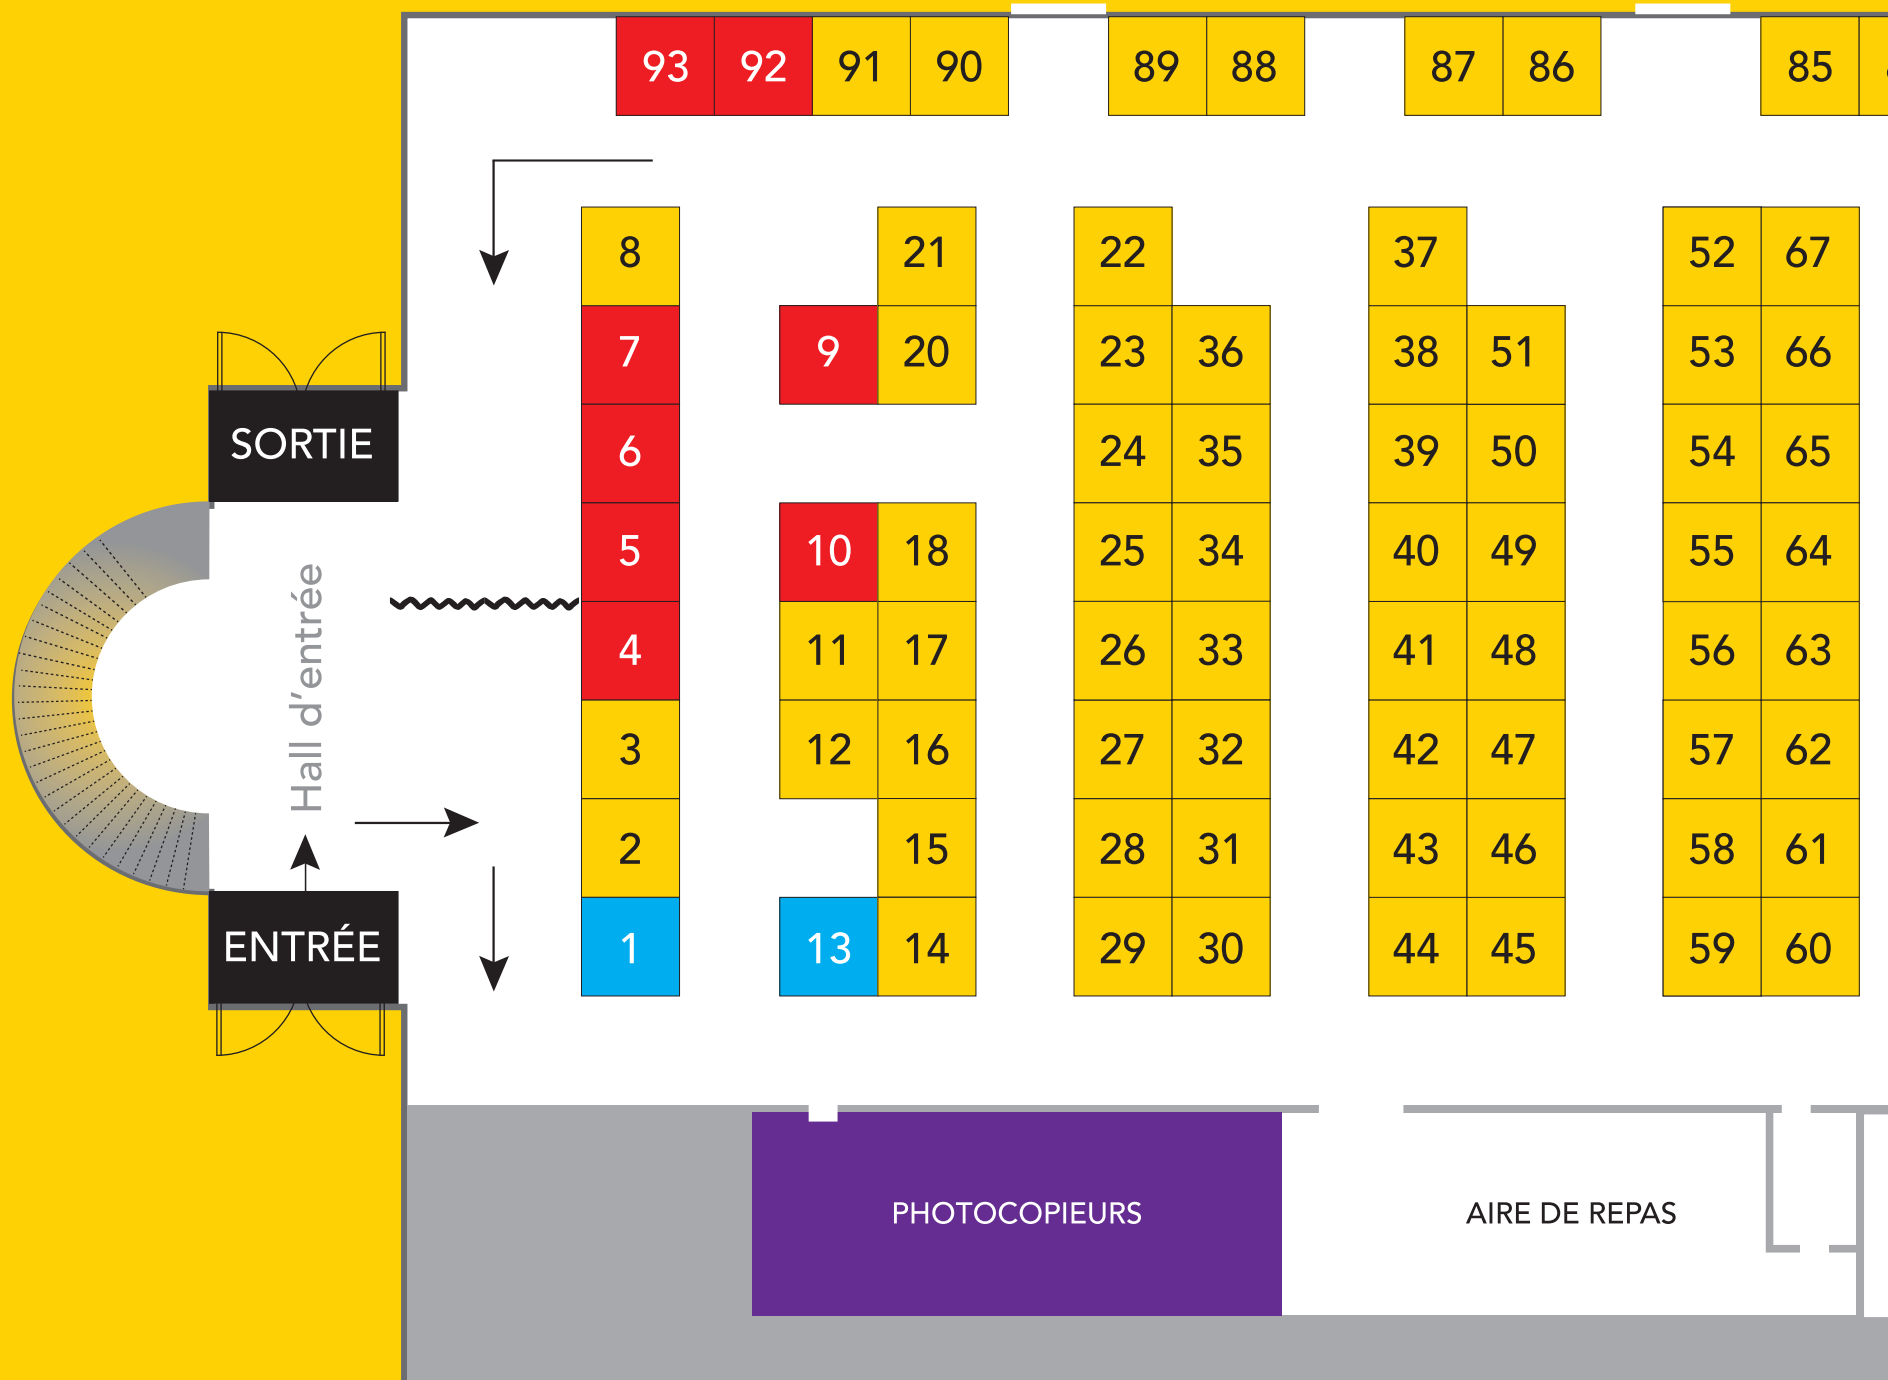 93 92 91 90 89 88 87 86 85
8 21 22 37 52 67
7 9 20 23 36 38 51 53 66
SORTIE 6 24 35 39 50 54 65
5 10 18 25 34 40 49 55 64
4 11 17 26 33 41 48 56 63
Hall d'entrée
3 12 16 27 32 42 47 57 62
2 15 28 31 43 46 58 61
ENTRÉE 1 13 14 29 30 44 45 59 60
PHOTOCOPIEURS AIRE DE REPAS